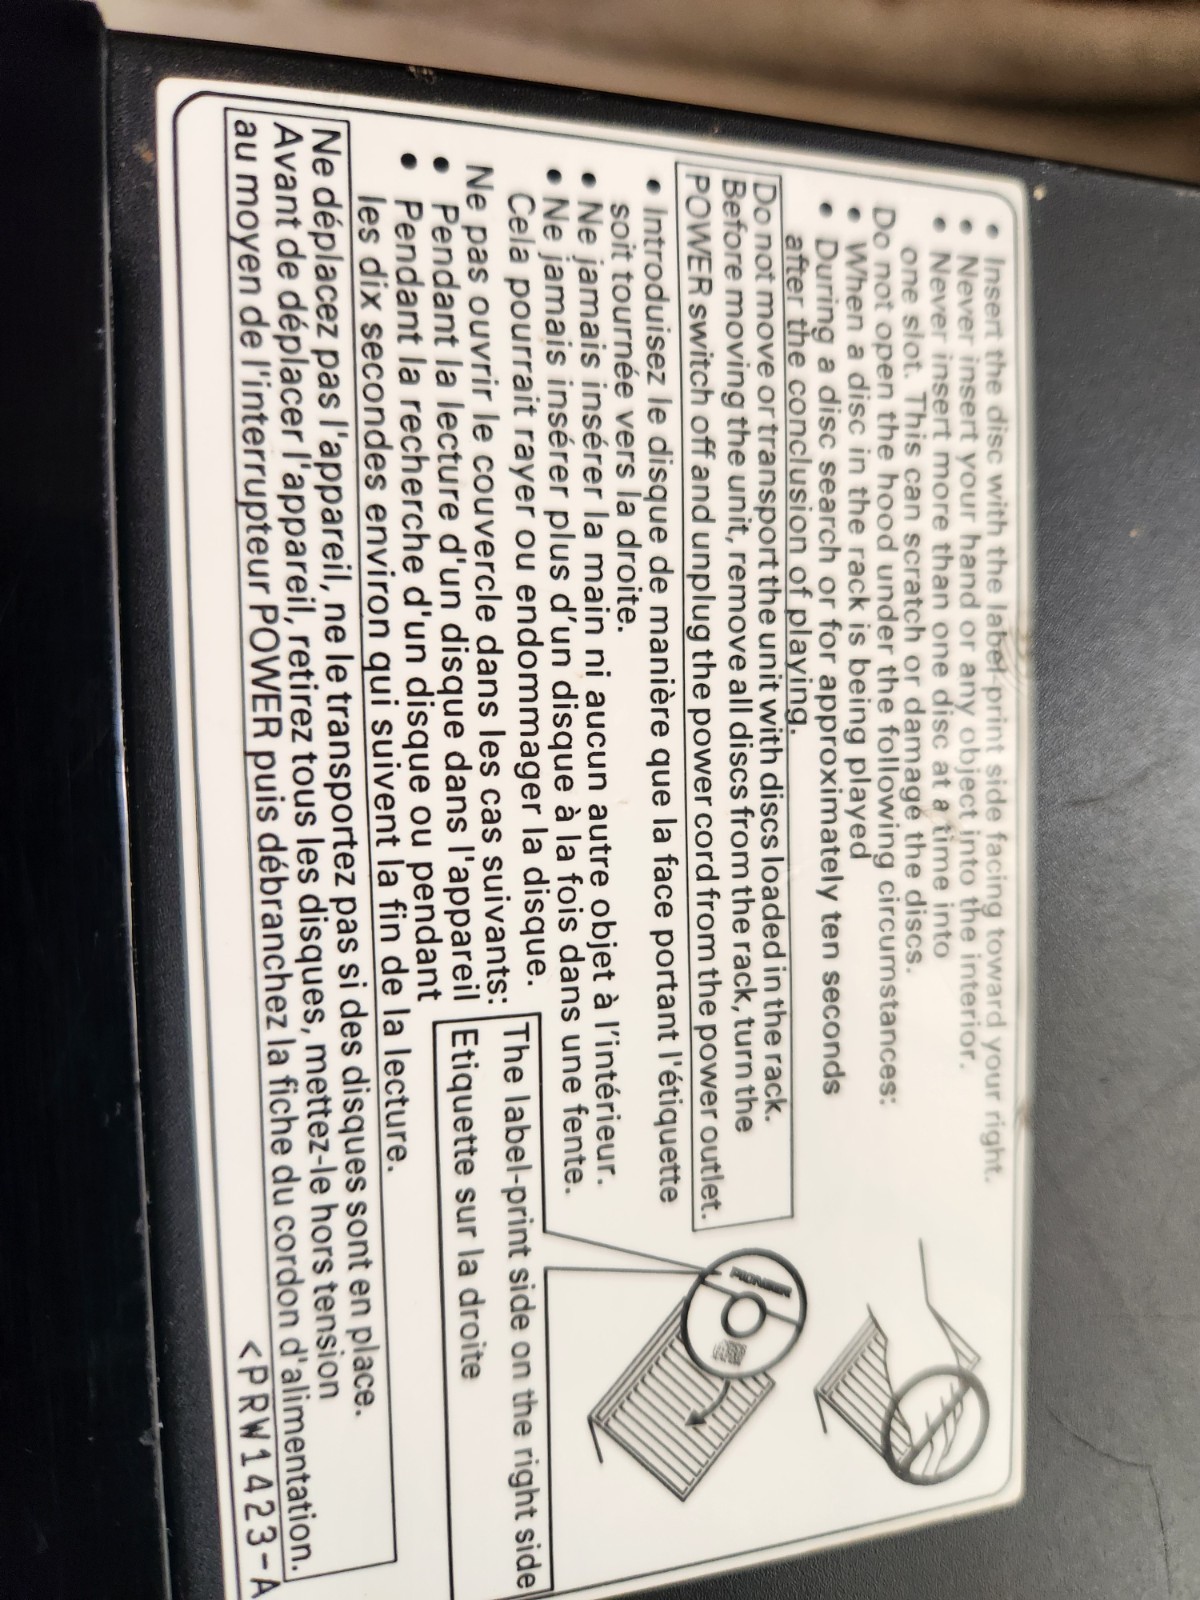 • Insert the disc with the label-print side facing toward your right.
• Never insert your hand or any object into the interior.
• Never insert more than one disc at a time into
one slot. This can scratch or damage the discs.
Do not open the hood under the following circumstances:
• When a disc in the rack is being played
• During a disc search or for approximately ten seconds
after the conclusion of playing.
Do not move or transport the unit with discs loaded in the rack.
Before moving the unit, remove all discs from the rack, turn the
POWER switch off and unplug the power cord from the power outlet.
• Introduisez le disque de manière que la face portant l'étiquette
soit tournée vers la droite.
• Ne jamais insérer la main ni aucun autre objet à l'intérieur.
• Ne jamais insérer plus d'un disque à la fois dans une fente.
Cela pourrait rayer ou endommager la disque.
Ne pas ouvrir le couvercle dans les cas suivants:
• Pendant la lecture d'un disque dans l'appareil
• Pendant la recherche d'un disque ou pendant
les dix secondes environ qui suivent la fin de la lecture.
Ne déplacez pas l'appareil, ne le transportez pas si des disques sont en place.
Avant de déplacer l'appareil, retirez tous les disques, mettez-le hors tension
au moyen de l'interrupteur POWER puis débranchez la fiche du cordon d'alimentation.
PIONEER
The label-print side on the right side
Etiquette sur la droite
<PRW1423-A